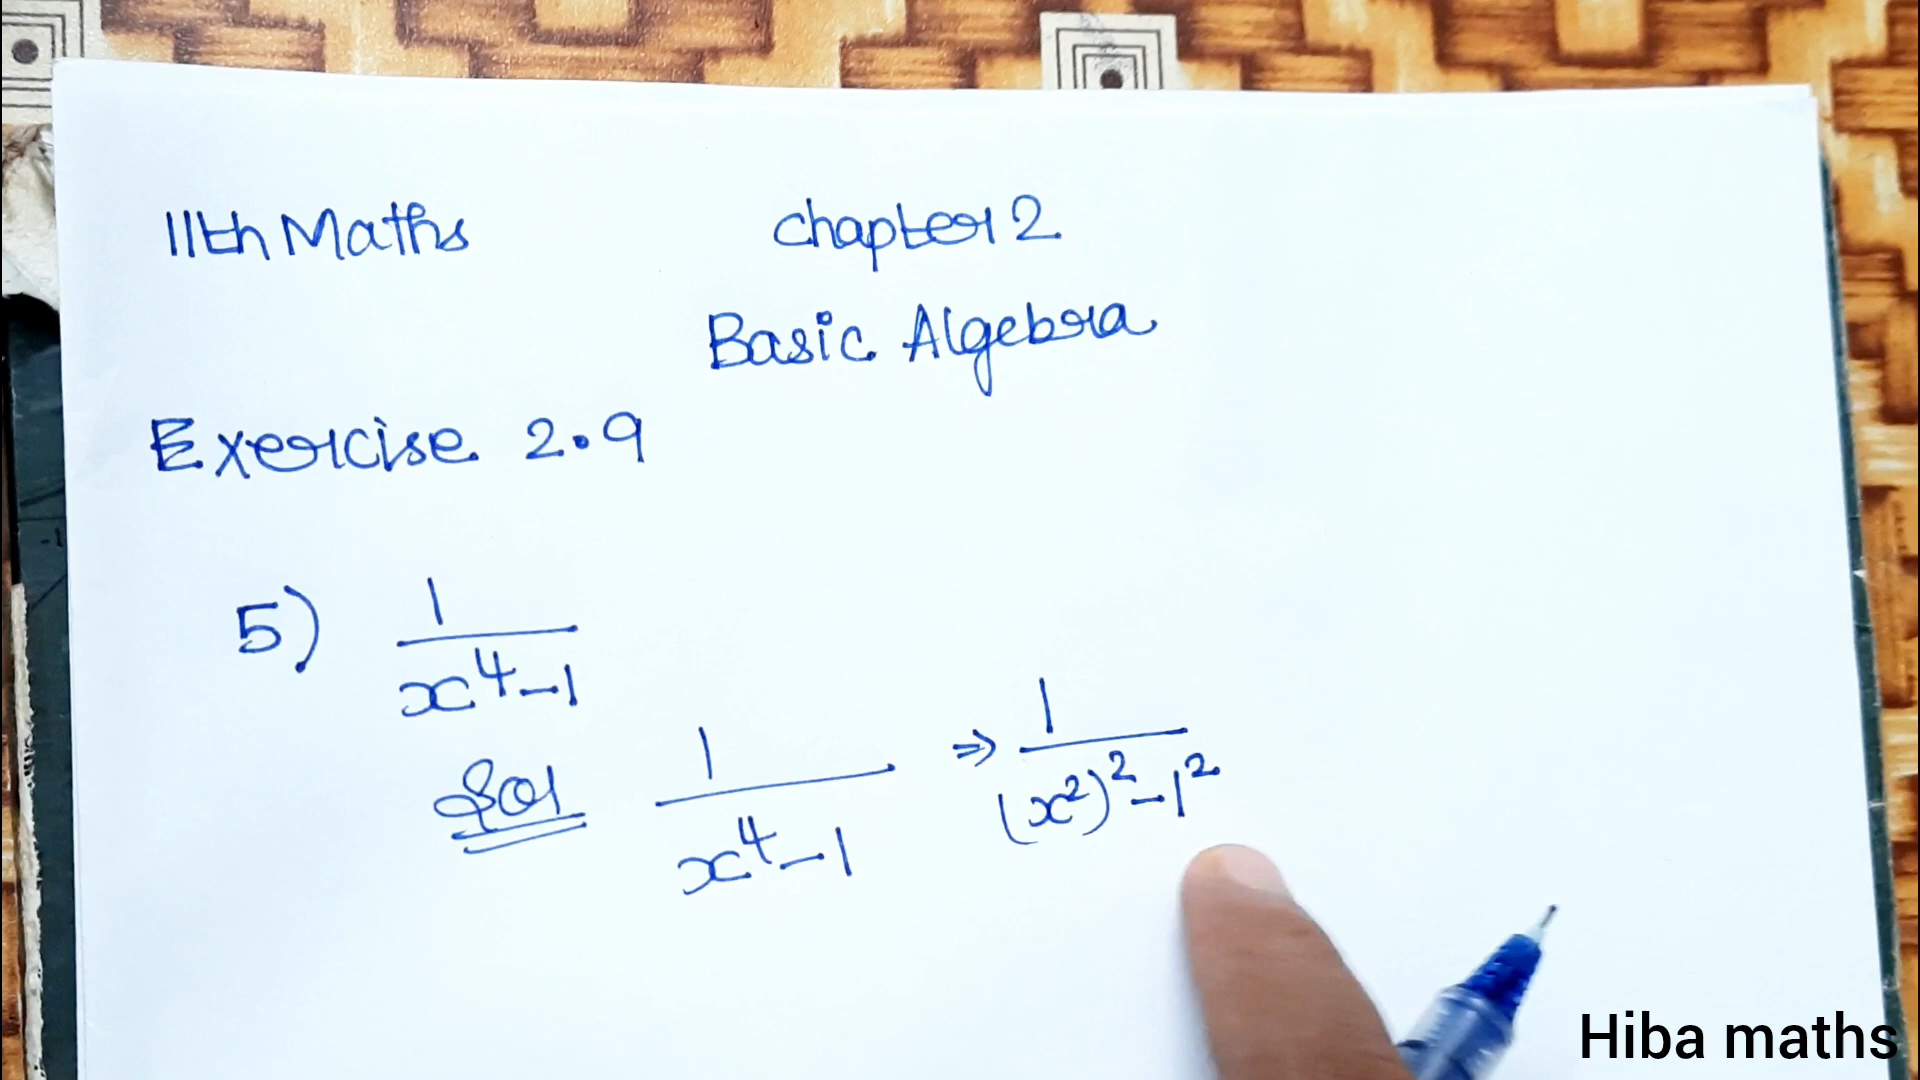 11th Maths Chapter 2
Basic Algebra
Exercise 2.9
5) 1/(x⁴-1)
Sol 1/(x⁴-1) ⇒ 1/((x²)²-1²)
Hiba maths